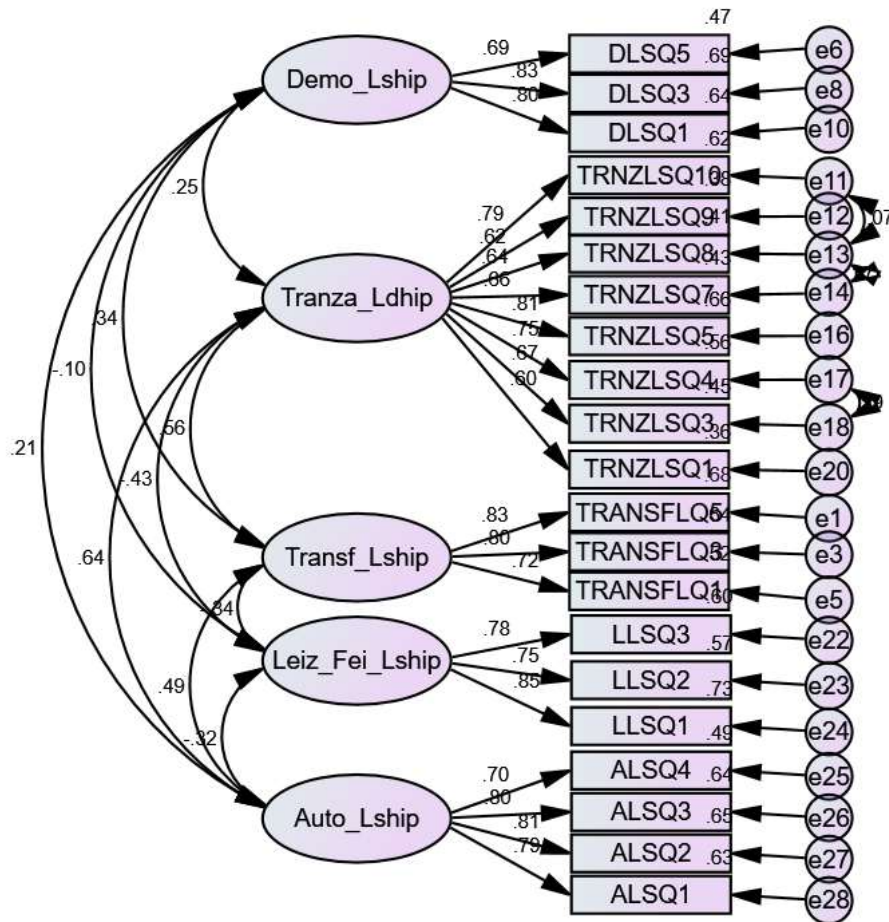 .47
.69 DLSQ5 e6
Demo_Lship .83 .69
DLSQ3 e8
.80 .64
DLSQ1 e10
.62
TRNZLSQ10 e11
.25 .79
TRNZLSQ9 .41 e12 .07
.62
TRNZLSQ8 e13
.64 .43
.66 TRNZLSQ7 e14
Tranza_Ldhip .66
.81
.34 TRNZLSQ5 e16
.75 .56
.67 TRNZLSQ4 e17
-.10 .45
.60
TRNZLSQ3 e18
.56 .36
.21 TRNZLSQ1 e20
-.43 .68
.83 e1
.64 Transf_Lship .80 e3
.72 TRANSFLQ1 e5
.60
.78 LLSQ3 e22
.57
Leiz_Fei_Lship .75 LLSQ2 e23
.49 .85 .73
LLSQ1 e24
-.32 .49
.70 ALSQ4 e25
.64
.80 ALSQ3 e26
Auto_Lship .81 .65
ALSQ2 e27
.79 .63
ALSQ1 e28